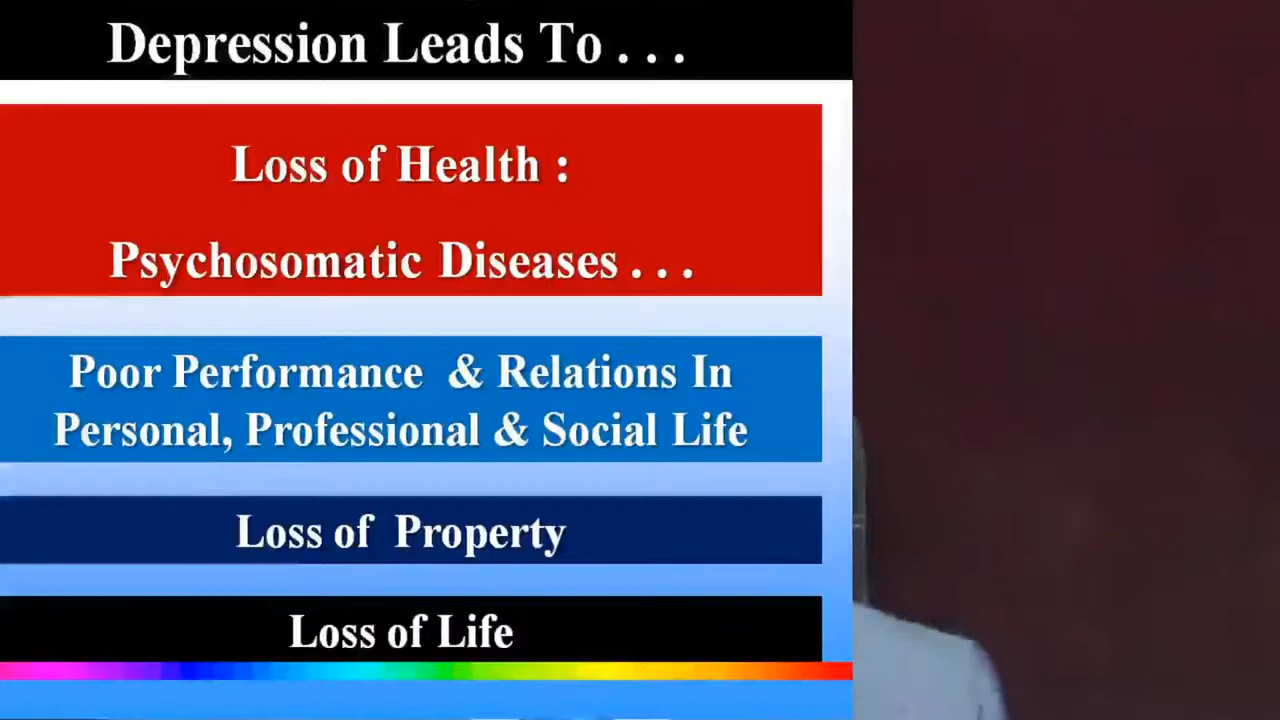 Depression Leads To . . .
Loss of Health :
Psychosomatic Diseases . . .
Poor Performance & Relations In
Personal, Professional & Social Life
Loss of Property
Loss of Life